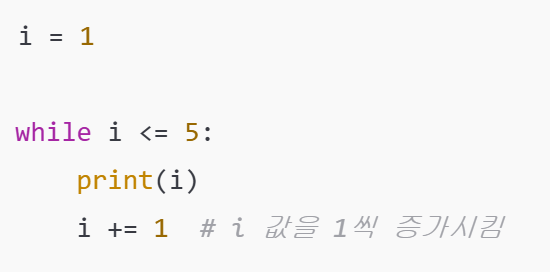 i = 1
while i <= 5:
    print(i)
    i += 1  # i 값을 1씩 증가시킴